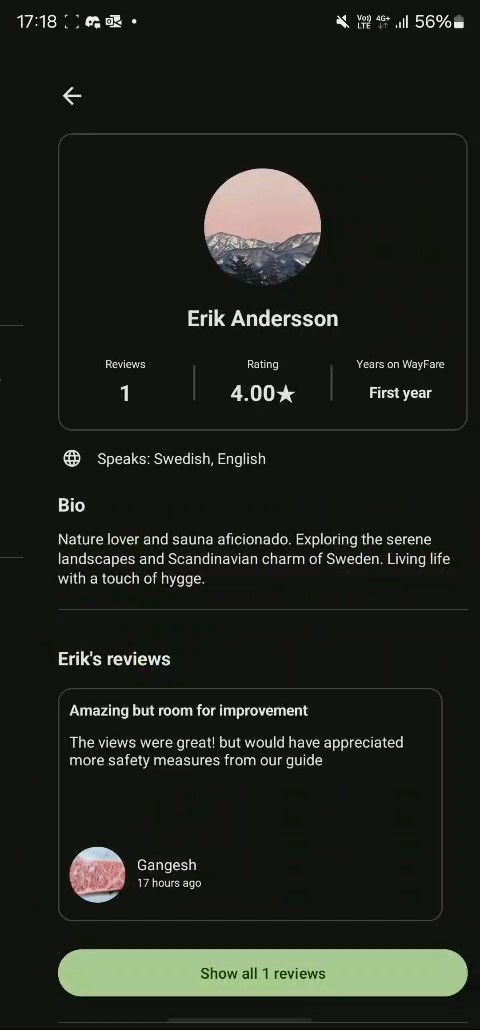 17:18
Vo)) LTE 4G+ 56%
Erik Andersson
Reviews Rating Years on WayFare
1 4.00★ First year
Speaks: Swedish, English
Bio
Nature lover and sauna aficionado. Exploring the serene
landscapes and Scandinavian charm of Sweden. Living life
with a touch of hygge.
Erik's reviews
Amazing but room for improvement
The views were great! but would have appreciated
more safety measures from our guide
Gangesh
17 hours ago
Show all 1 reviews